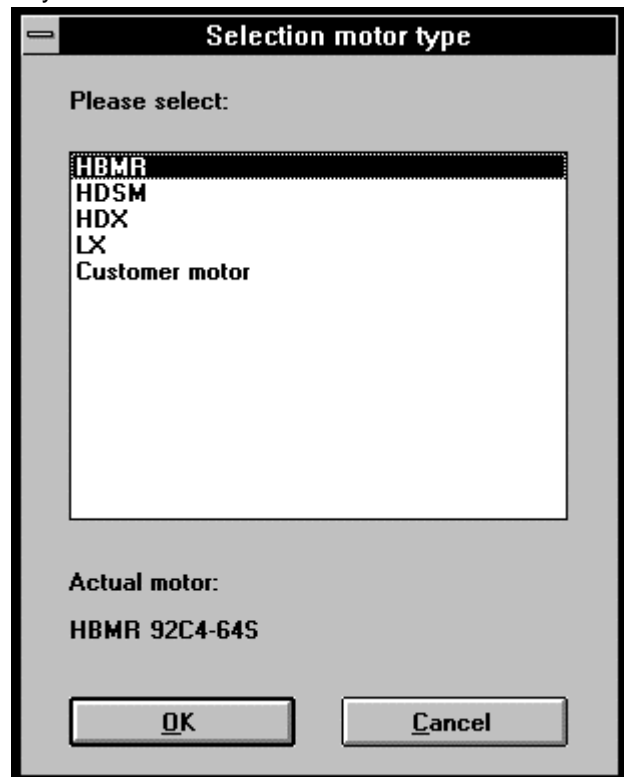 Selection motor type
Please select:
HBMR
HDSM
HDX
LX
Customer motor
Actual motor:
HBMR 92C4-64S
OK
Cancel